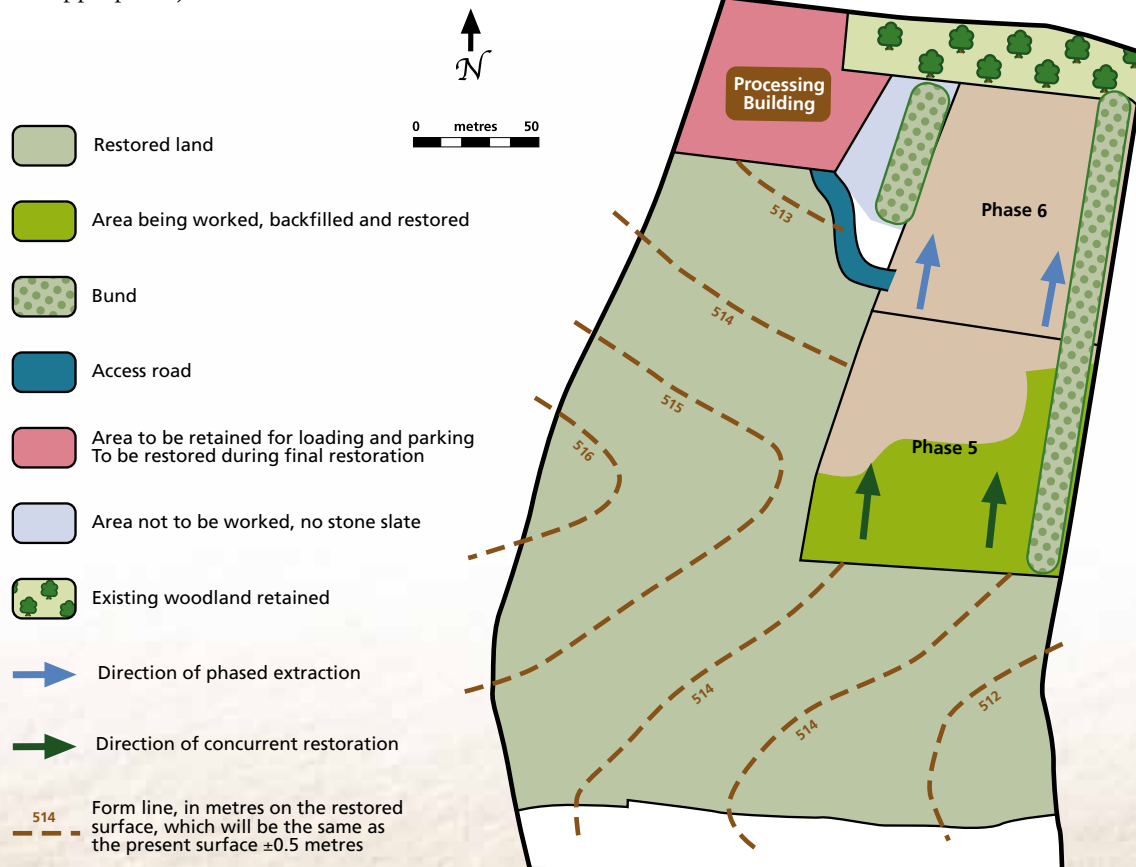 N
0 metres 50
Restored land
Area being worked, backfilled and restored
Bund
Access road
Area to be retained for loading and parking
To be restored during final restoration
Area not to be worked, no stone slate
Existing woodland retained
Direction of phased extraction
Direction of concurrent restoration
514
Form line, in metres on the restored
surface, which will be the same as
the present surface ±0.5 metres
Processing
Building
Phase 6
Phase 5
513
514
515
516
514
514
512